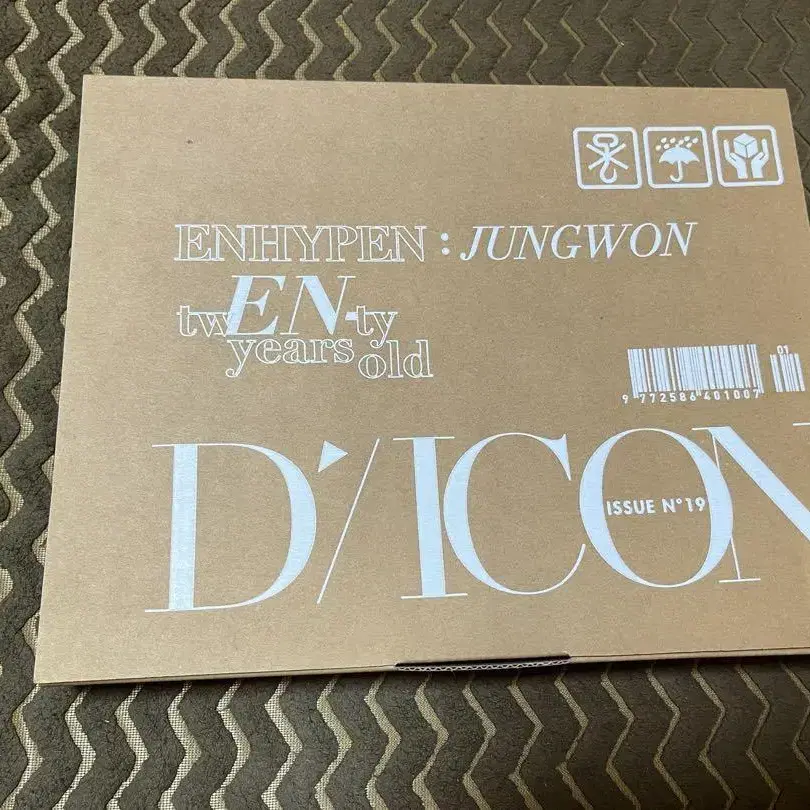 ENHYPEN : JUNGWON
twEN-ty
years old
01
9 772586 401007
D'/ICON
ISSUE N°19